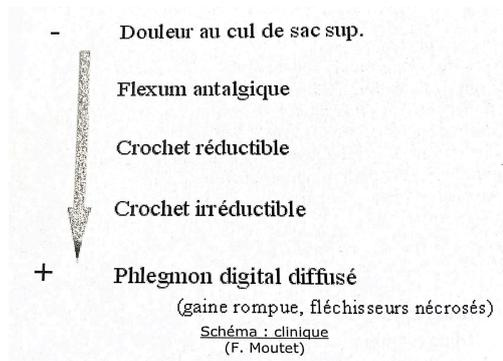 - Douleur au cul de sac sup.
Flexum antalgique
Crochet réductible
Crochet irréductible
+ Phlegmon digital diffusé
(gaine rompue, fléchisseurs nécrosés)
Schéma : clinique
(F. Moutet)